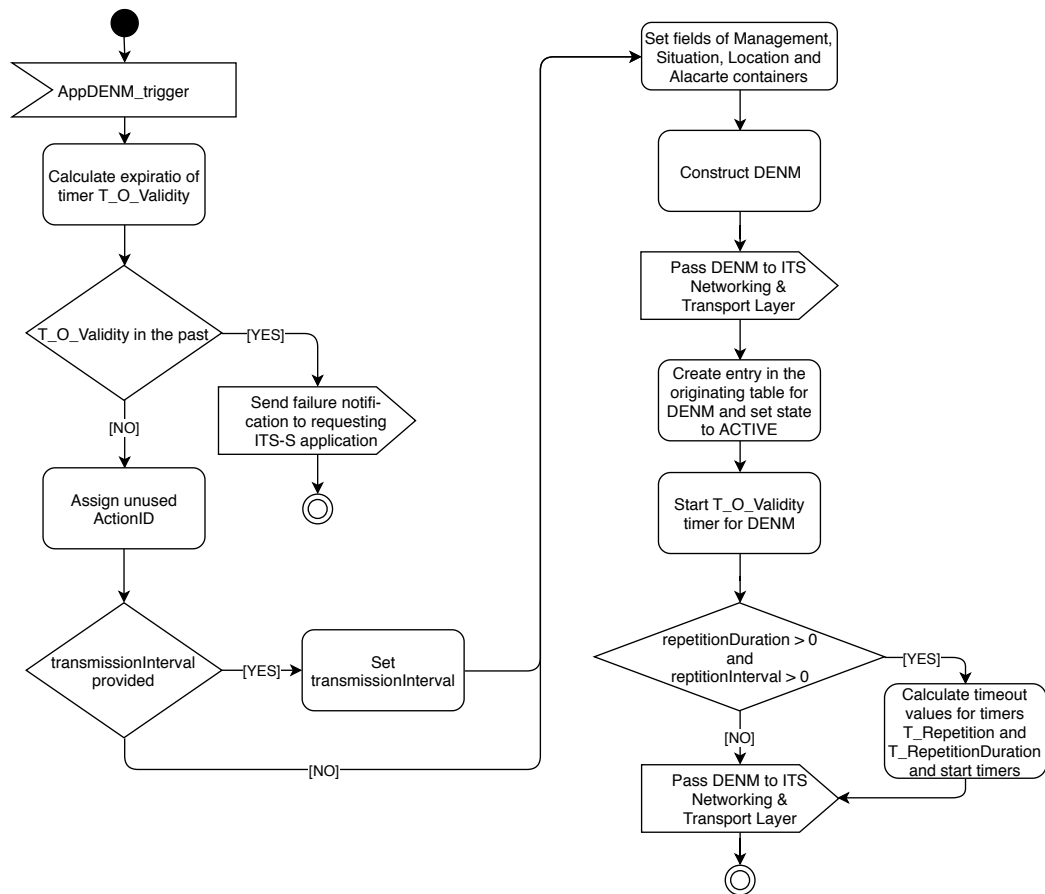 AppDENM_trigger
Calculate expiratio of
timer T_O_Validity
T_O_Validity in the past
[YES]
Send failure notifi-
cation to requesting
ITS-S application
[NO]
Assign unused
ActionID
transmissionInterval
provided
[YES]
Set
transmissionInterval
[NO]
Set fields of Management,
Situation, Location and
Alacarte containers
Construct DENM
Pass DENM to ITS
Networking &
Transport Layer
Create entry in the
originating table for
DENM and set state
to ACTIVE
Start T_O_Validity
timer for DENM
repetitionDuration > 0
and
reptitionInterval > 0
[YES]
Calculate timeout
values for timers
T_Repetition and
T_RepetitionDuration
and start timers
[NO]
Pass DENM to ITS
Networking &
Transport Layer